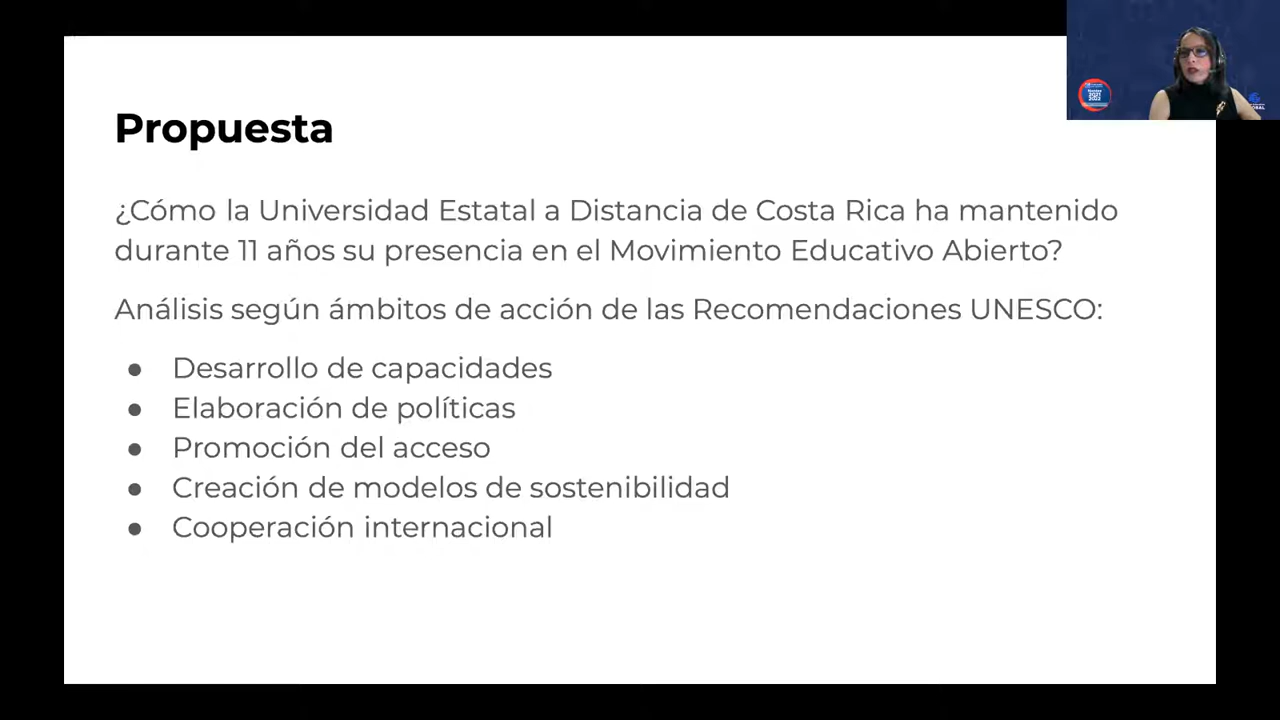 Propuesta
¿Cómo la Universidad Estatal a Distancia de Costa Rica ha mantenido
durante 11 años su presencia en el Movimiento Educativo Abierto?
Análisis según ámbitos de acción de las Recomendaciones UNESCO:
● Desarrollo de capacidades
● Elaboración de políticas
● Promoción del acceso
● Creación de modelos de sostenibilidad
● Cooperación internacional